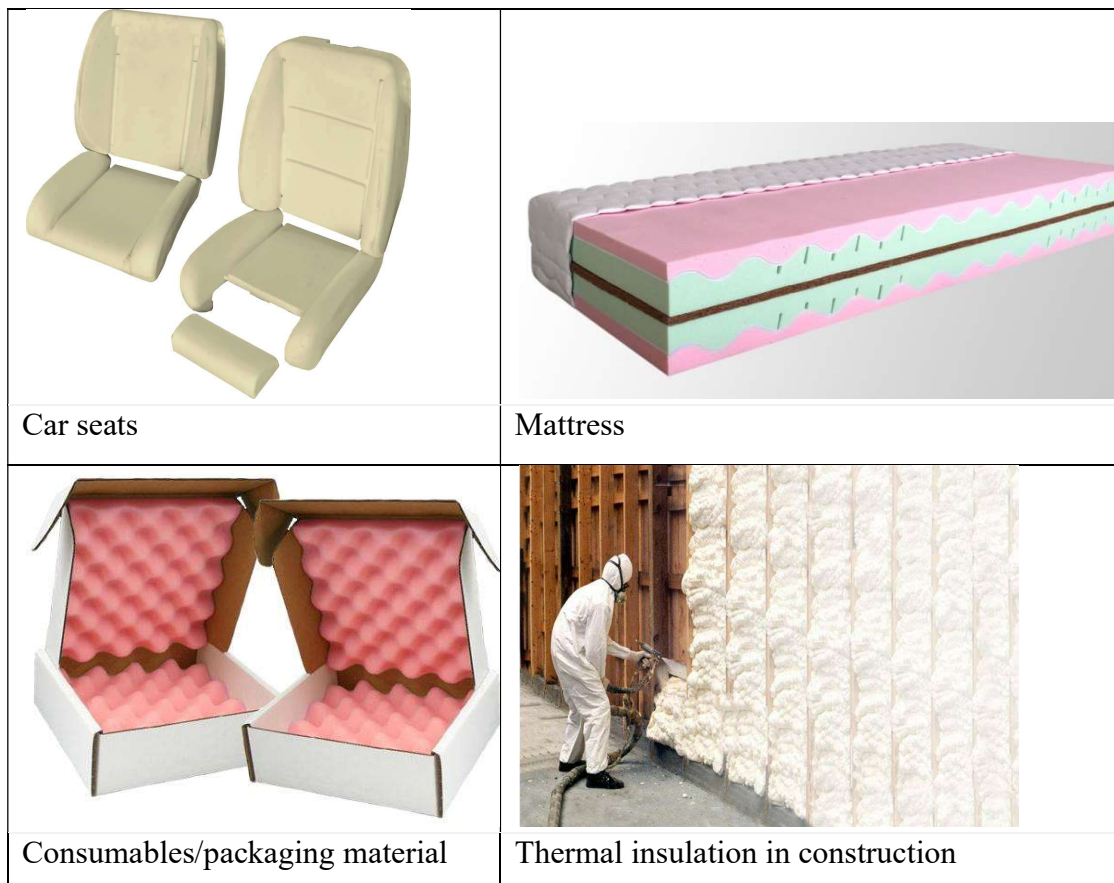 Car seats
Mattress
Consumables/packaging material
Thermal insulation in construction